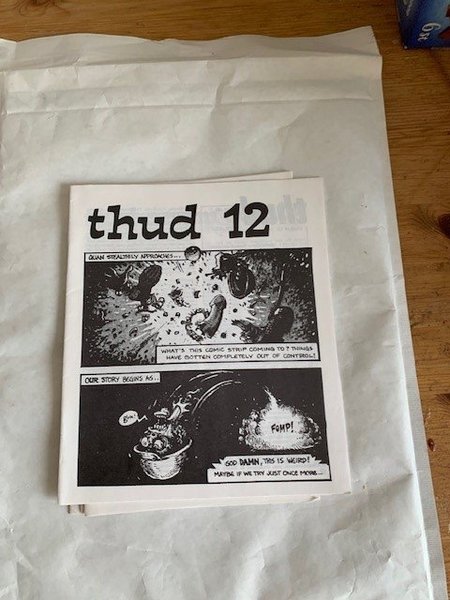 thud 12
QUAN STEALTHILY APPROACHES...
WHAT'S THIS COMIC STRIP COMING TO? THINGS
HAVE GOTTEN COMPLETELY OUT OF CONTROL!
OUR STORY BEGINS AS..
FOMP!
GOD DAMN, THIS IS WEIRD!
MAYBE IF WE TRY JUST ONCE MORE...